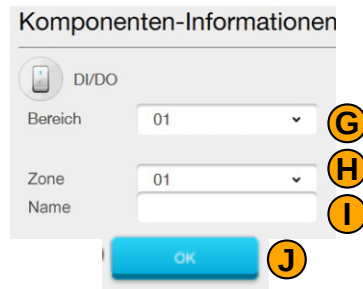 Komponenten-Informationen
DI/DO
Bereich 01 G
Zone 01 H
Name I
OK J